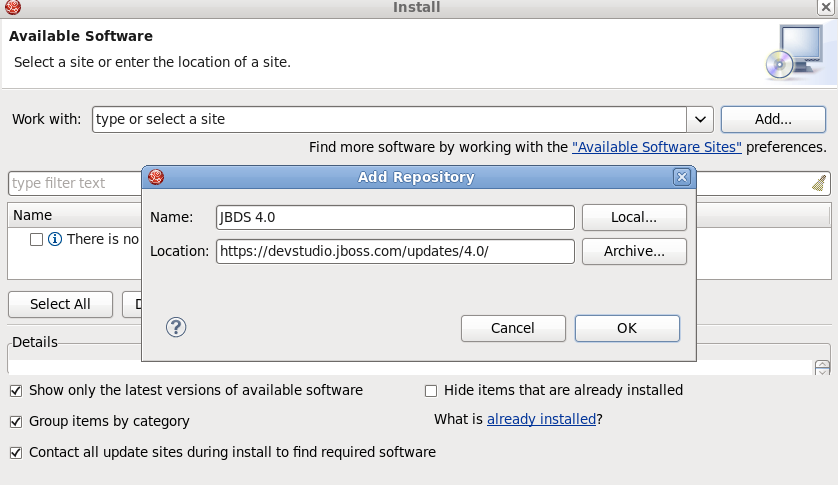 Install
Available Software
Select a site or enter the location of a site.
Work with: type or select a site Add...
Find more software by working with the "Available Software Sites" preferences.
type filter text
Name
There is no
Add Repository
Name: JBDS 4.0 Local...
Location: https://devstudio.jboss.com/updates/4.0/ Archive...
? Cancel OK
Select All D
Details
Show only the latest versions of available software Hide items that are already installed
Group items by category What is already installed?
Contact all update sites during install to find required software